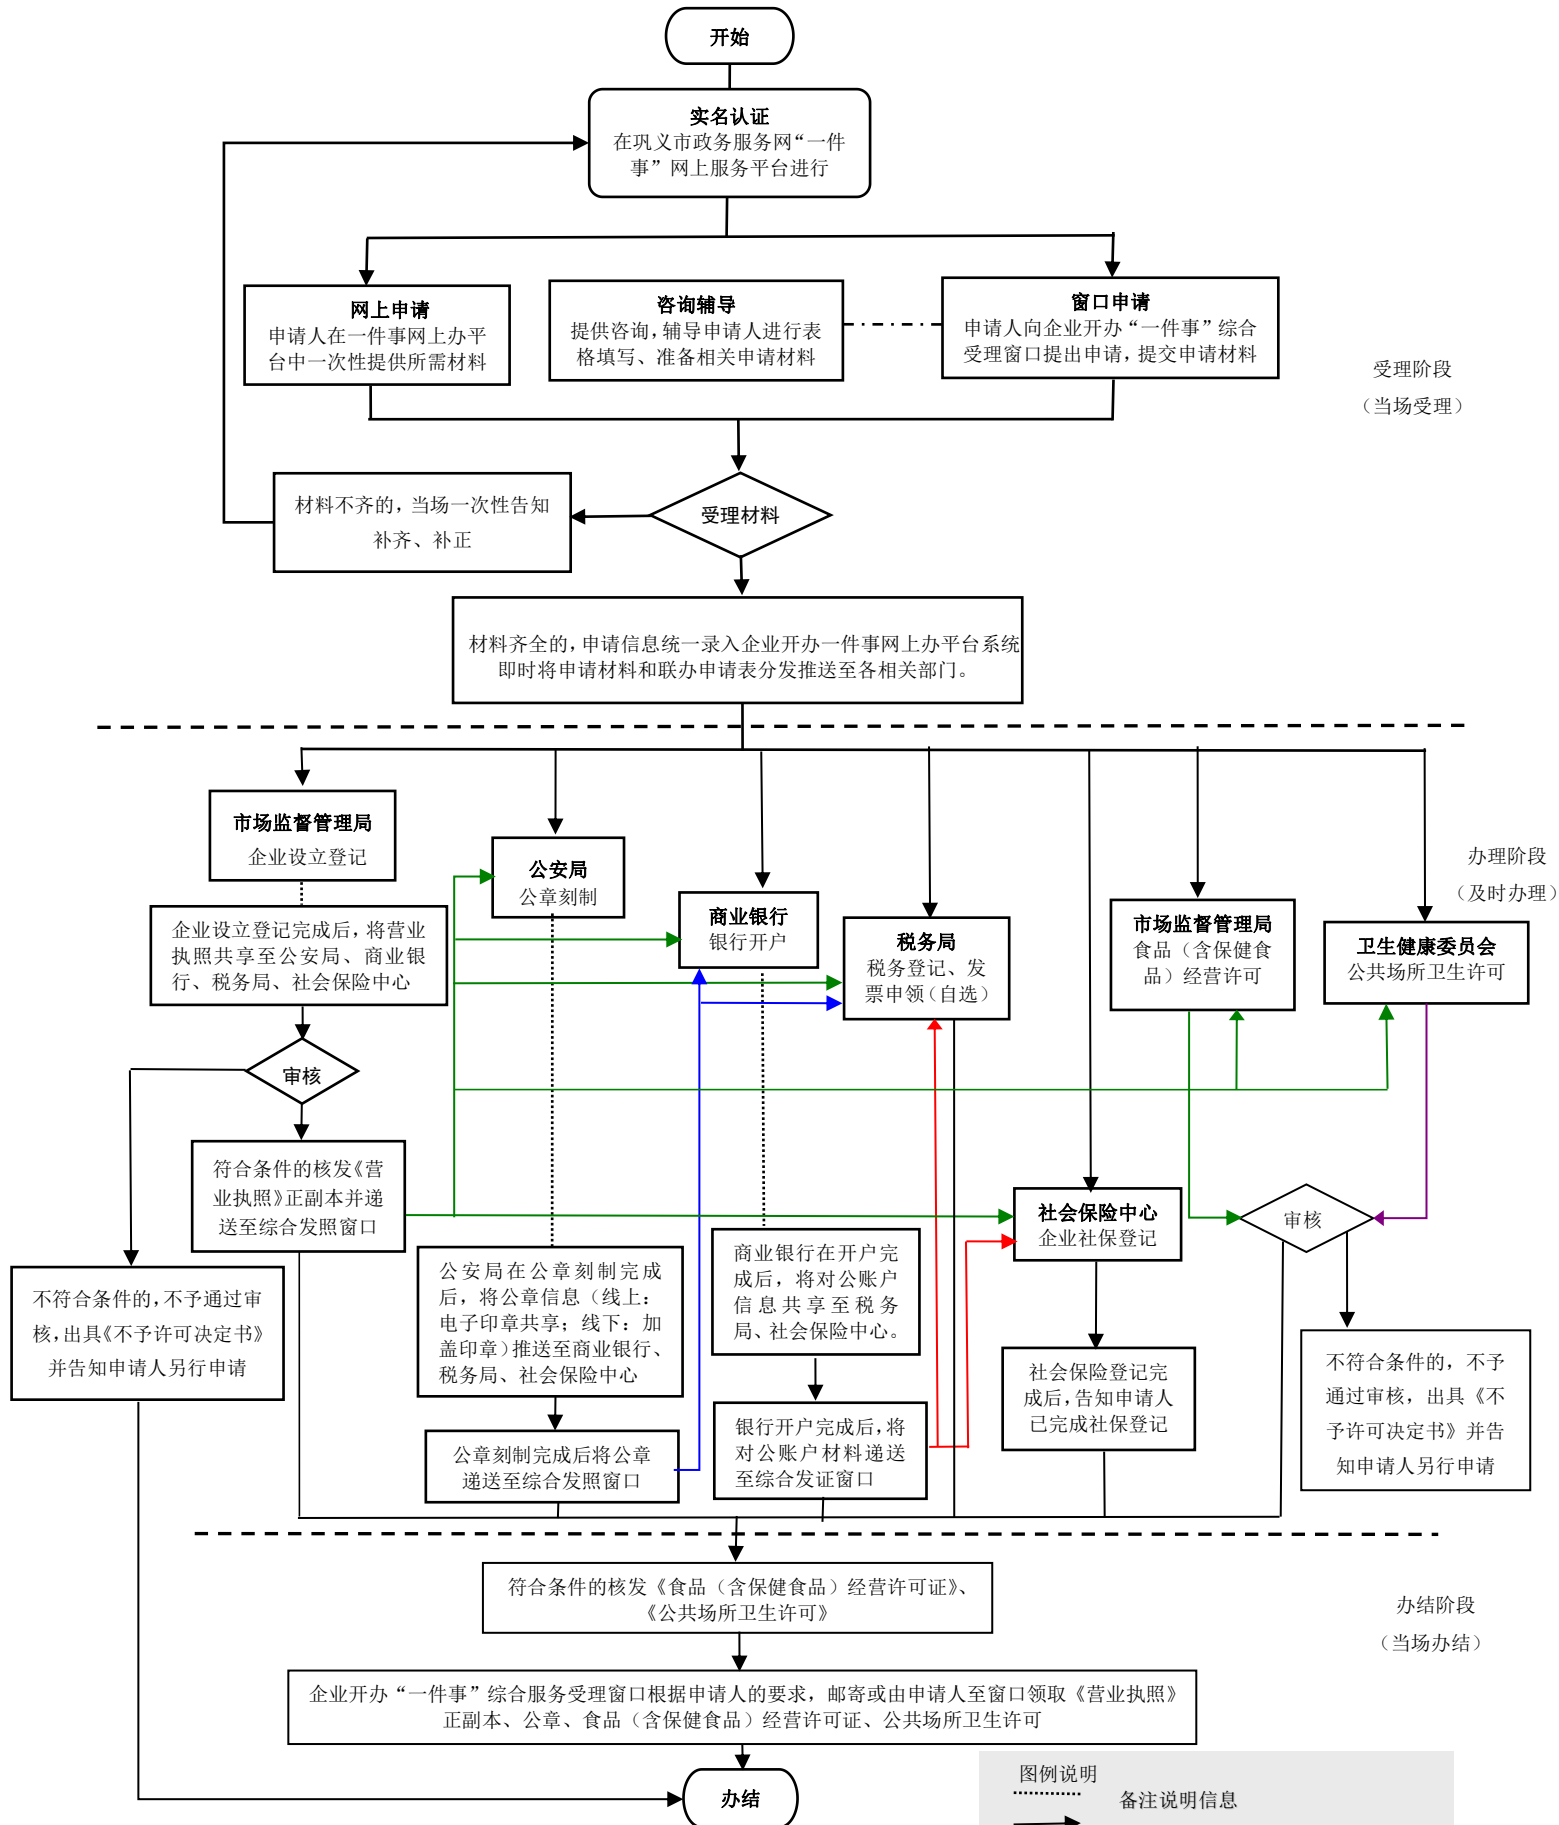 开始
实名认证
在巩义市政务服务网“一件
事”网上服务平台进行
网上申请
申请人在一件事网上办平
台中一次性提供所需材料
咨询辅导
提供咨询，辅导申请人进行表
格填写、准备相关申请材料
窗口申请
申请人向企业开办“一件事”综合
受理窗口提出申请，提交申请材料
受理阶段
（当场受理）
材料不齐的，当场一次性告知
补齐、补正
受理材料
材料齐全的，申请信息统一录入企业开办一件事网上办平台系统
即时将申请材料和联办申请表分发推送至各相关部门。
市场监督管理局
企业设立登记
企业设立登记完成后，将营业
执照共享至公安局、商业银
行、税务局、社会保险中心
审核
符合条件的核发《营
业执照》正副本并递
送至综合发照窗口
不符合条件的，不予通过审
核，出具《不予许可决定书》
并告知申请人另行申请
公安局
公章刻制
公安局在公章刻制完成
后，将公章信息（线上：
电子印章共享；线下：加
盖印章）推送至商业银行、
税务局、社会保险中心
公章刻制完成后将公章
递送至综合发照窗口
商业银行
银行开户
商业银行在开户完
成后，将对公账户
信息共享至税务
局、社会保险中心。
银行开户完成后，将
对公账户材料递送
至综合发证窗口
税务局
税务登记、发
票申领（自选）
社会保险中心
企业社保登记
社会保险登记完
成后，告知申请人
已完成社保登记
市场监督管理局
食品（含保健食
品）经营许可
卫生健康委员会
公共场所卫生许可
办理阶段
（及时办理）
审核
不符合条件的，不予
通过审核，出具《不
予许可决定书》并告
知申请人另行申请
符合条件的核发《食品（含保健食品）经营许可证》、
《公共场所卫生许可》
办结阶段
（当场办结）
企业开办“一件事”综合服务受理窗口根据申请人的要求，邮寄或由申请人至窗口领取《营业执照》
正副本、公章、食品（含保健食品）经营许可证、公共场所卫生许可
办结
图例说明
备注说明信息